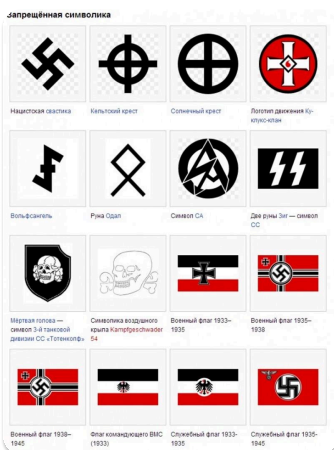 Запрещённая символика
Нацистская свастика
Кельтский крест
Солнечный крест
Логотип движения Ку-
клукс-клан
Вольфсангель
Руна Одал
Символ СА
Две руны Зиг — символ
СС
Мёртвая голова —
символ 3-й танковой
дивизии СС «Тотенкопф»
Символика воздушного
крыла Kampfgeschwader
54
Военный флаг 1933–
1935
Военный флаг 1935–
1938
Военный флаг 1938–
1945
Флаг командующего ВМС
(1933)
Служебный флаг 1933-
1935
Служебный флаг 1935-
1945